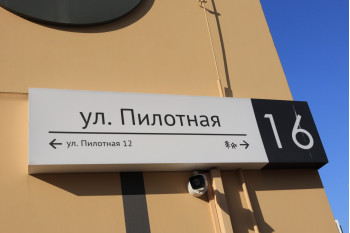 ул. Пилотная
16
← ул. Пилотная 12 →